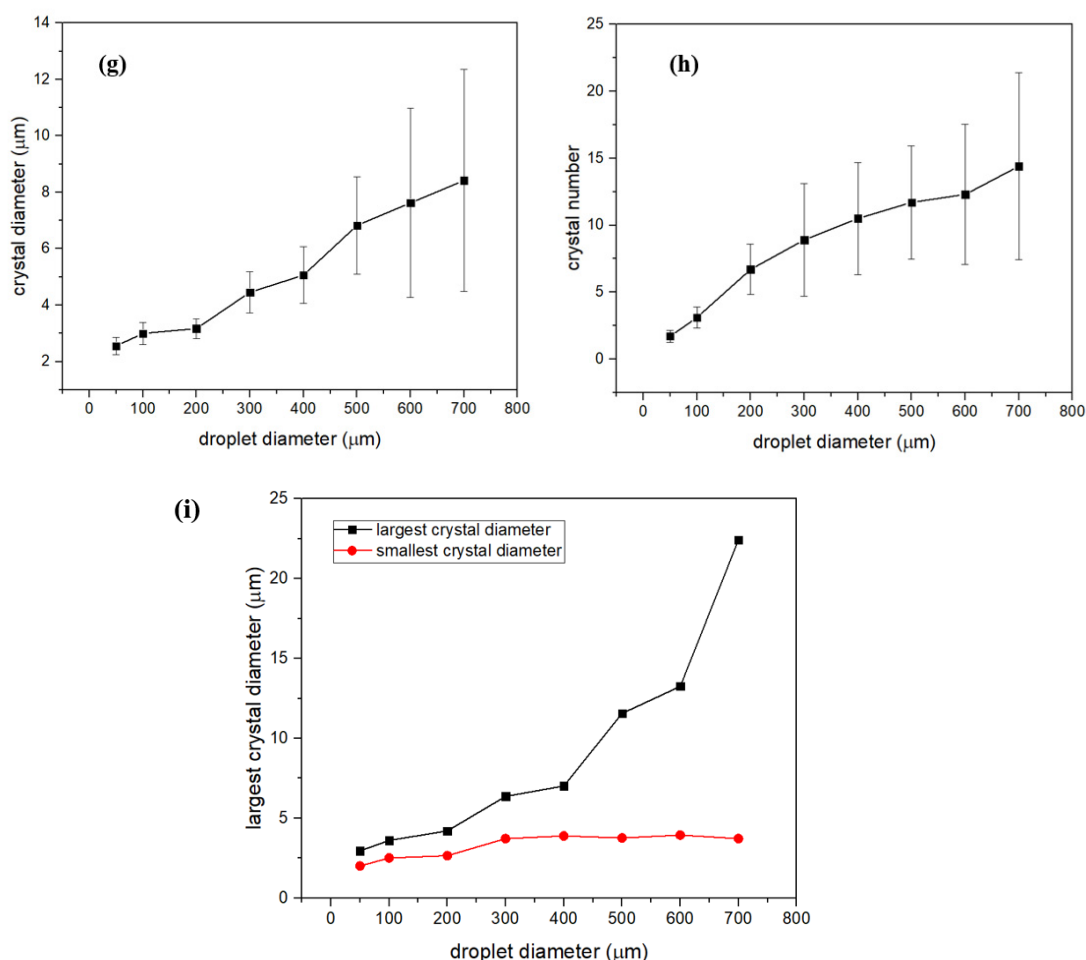 (g)
crystal diameter (μm)
14
12
10
8
6
4
2
0 100 200 300 400 500 600 700 800
droplet diameter (μm)
(h)
crystal number
25
20
15
10
5
0
0 100 200 300 400 500 600 700 800
droplet diameter (μm)
(i)
largest crystal diameter (μm)
25
20
15
10
5
0
largest crystal diameter
smallest crystal diameter
0 100 200 300 400 500 600 700 800
droplet diameter (μm)